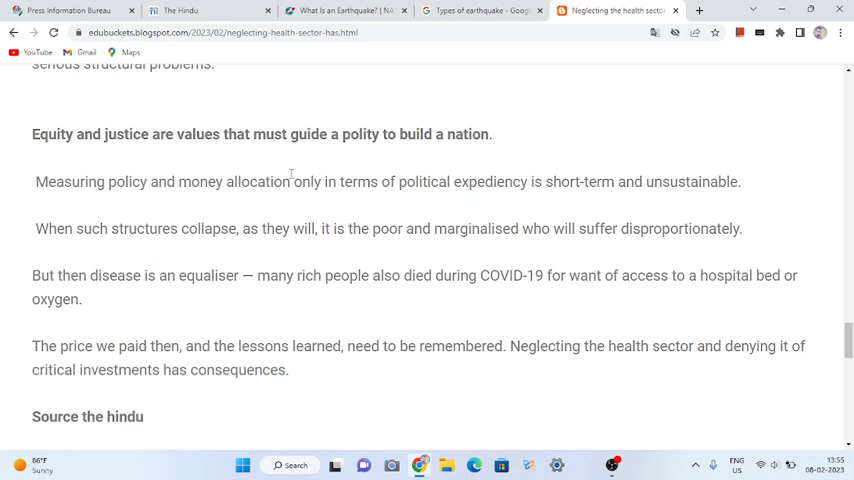 Press Information Bureau
The Hindu
What Is an Earthquake? | NA
Types of earthquake - Goog
Neglecting the health sector
edubuckets.blogspot.com/2023/02/neglecting-health-sector-has.html
YouTube
Gmail
Maps
serious structural problems.
Equity and justice are values that must guide a polity to build a nation.
Measuring policy and money allocation only in terms of political expediency is short-term and unsustainable.
When such structures collapse, as they will, it is the poor and marginalised who will suffer disproportionately.
But then disease is an equaliser — many rich people also died during COVID-19 for want of access to a hospital bed or
oxygen.
The price we paid then, and the lessons learned, need to be remembered. Neglecting the health sector and denying it of
critical investments has consequences.
Source the hindu
86°F
Sunny
Search
ENG
US
13:55
08-02-2023